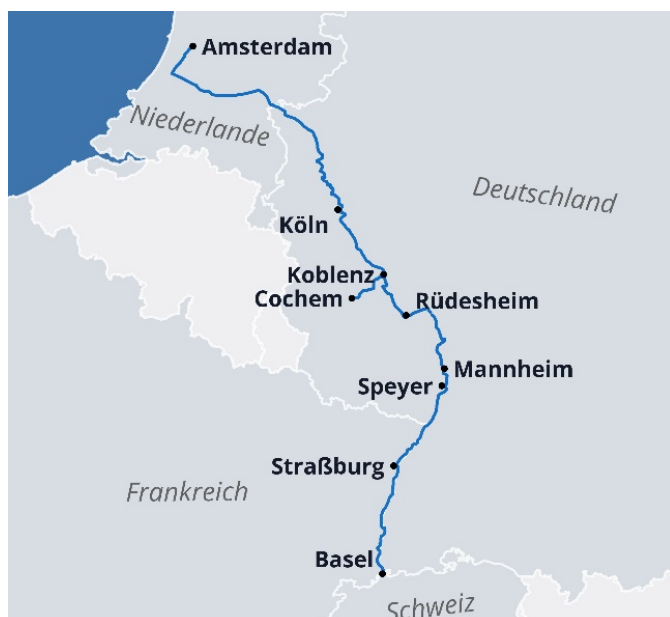 Amsterdam
Niederlande
Deutschland
Köln
Koblenz
Cochem
Rüdesheim
Mannheim
Speyer
Straßburg
Frankreich
Basel
Schweiz